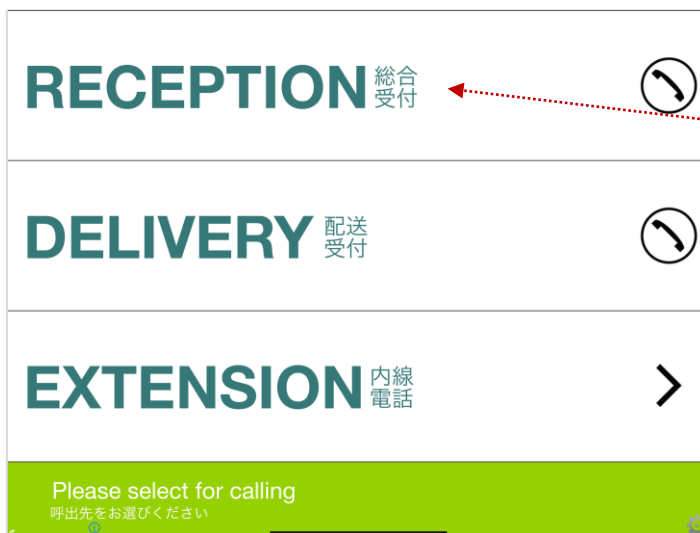 RECEPTION 総合
受付
DELIVERY 配送
受付
EXTENSION 内線
電話
Please select for calling
呼出先をお選びください